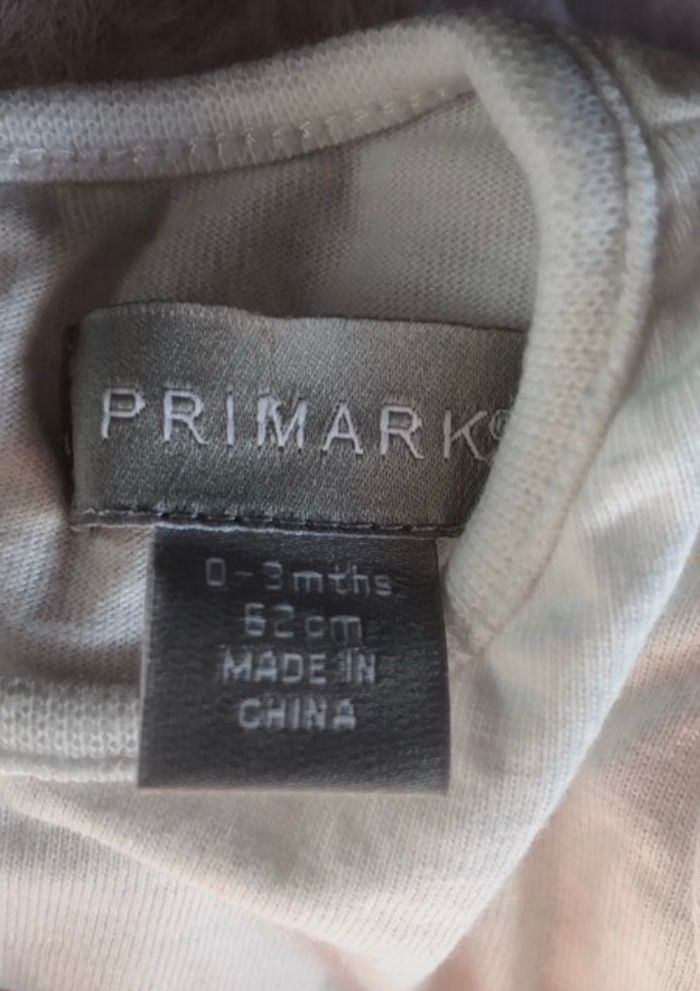 PRIMARK®
0-3mths
62cm
MADE IN
CHINA